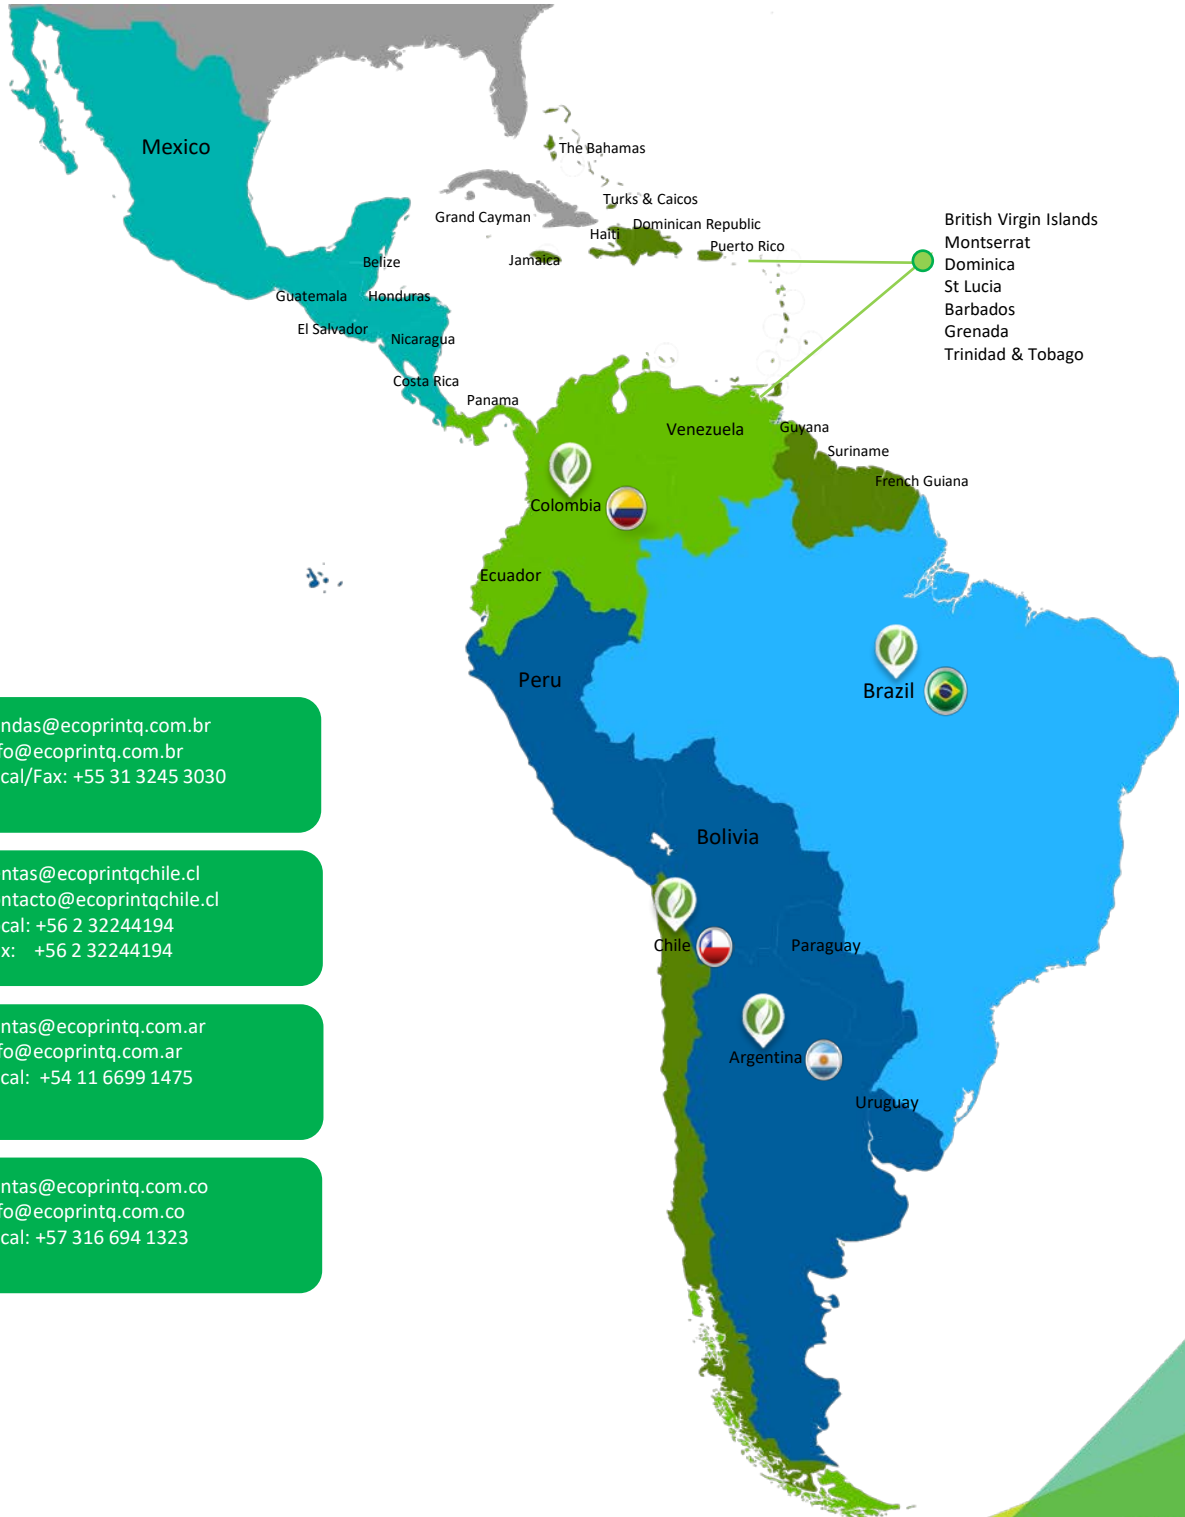 Mexico
The Bahamas
Turks & Caicos
Grand Cayman
Haiti
Dominican Republic
Puerto Rico
Jamaica
British Virgin Islands
Montserrat
Dominica
St Lucia
Barbados
Grenada
Trinidad & Tobago
Belize
Guatemala
Honduras
El Salvador
Nicaragua
Costa Rica
Panama
Venezuela
Guyana
Suriname
French Guiana
Colombia
Ecuador
Peru
Brazil
Bolivia
Chile
Paraguay
Argentina
Uruguay
ndas@ecoprintq.com.br
fo@ecoprintq.com.br
cal/Fax: +55 31 3245 3030
ntas@ecoprintqchile.cl
ntacto@ecoprintqchile.cl
cal: +56 2 32244194
x: +56 2 32244194
ntas@ecoprintq.com.ar
fo@ecoprintq.com.ar
cal: +54 11 6699 1475
ntas@ecoprintq.com.co
fo@ecoprintq.com.co
cal: +57 316 694 1323